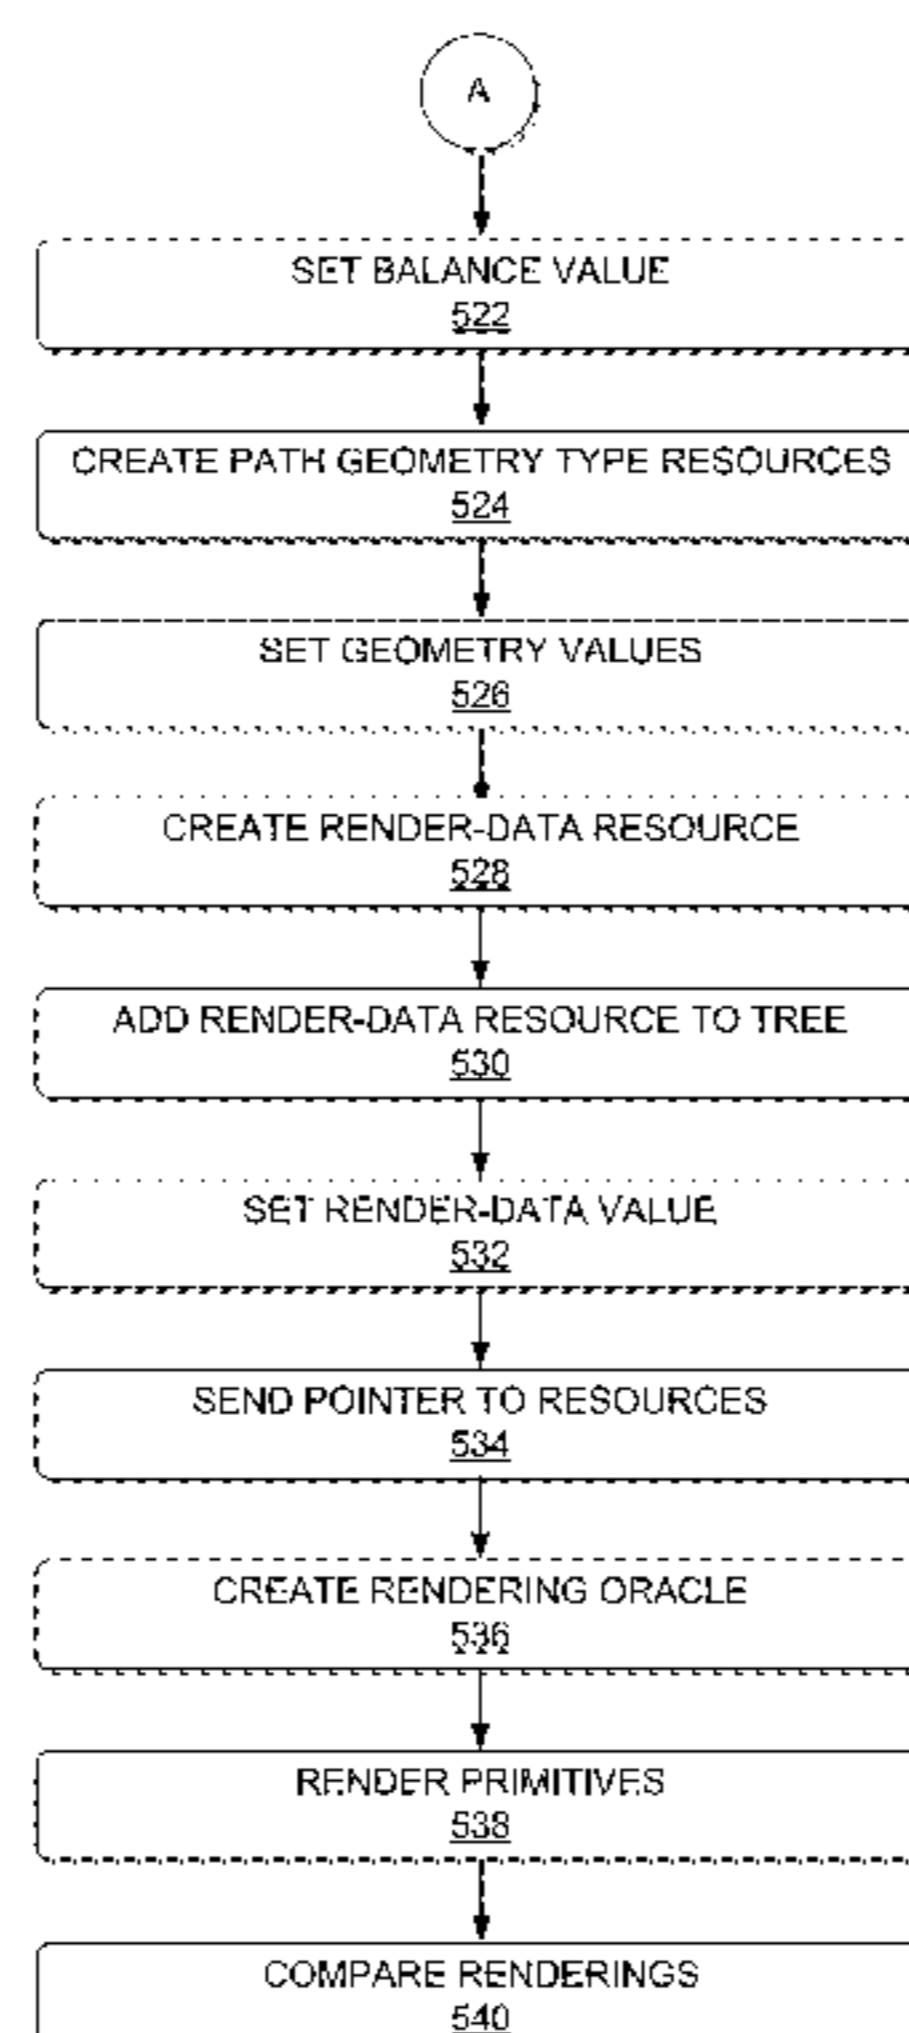 A
SET BALANCE VALUE
522
CREATE PATH GEOMETRY TYPE RESOURCES
524
SET GEOMETRY VALUES
526
CREATE RENDER-DATA RESOURCE
528
ADD RENDER-DATA RESOURCE TO TREE
530
SET RENDER-DATA VALUE
532
SEND POINTER TO RESOURCES
534
CREATE RENDERING ORACLE
536
RENDER PRIMITIVES
538
COMPARE RENDERINGS
540